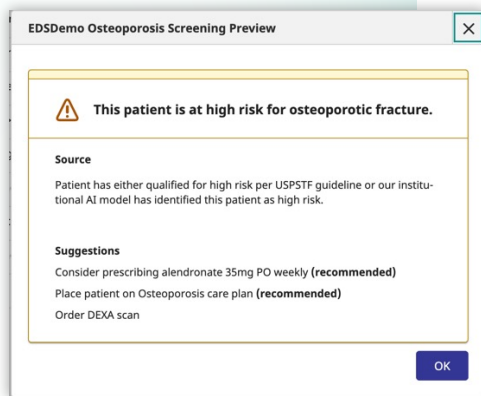 EDSDemo Osteoporosis Screening Preview
This patient is at high risk for osteoporotic fracture.
Source
Patient has either qualified for high risk per USPSTF guideline or our institu-
tional AI model has identified this patient as high risk.
Suggestions
Consider prescribing alendronate 35mg PO weekly (recommended)
Place patient on Osteoporosis care plan (recommended)
Order DEXA scan
OK